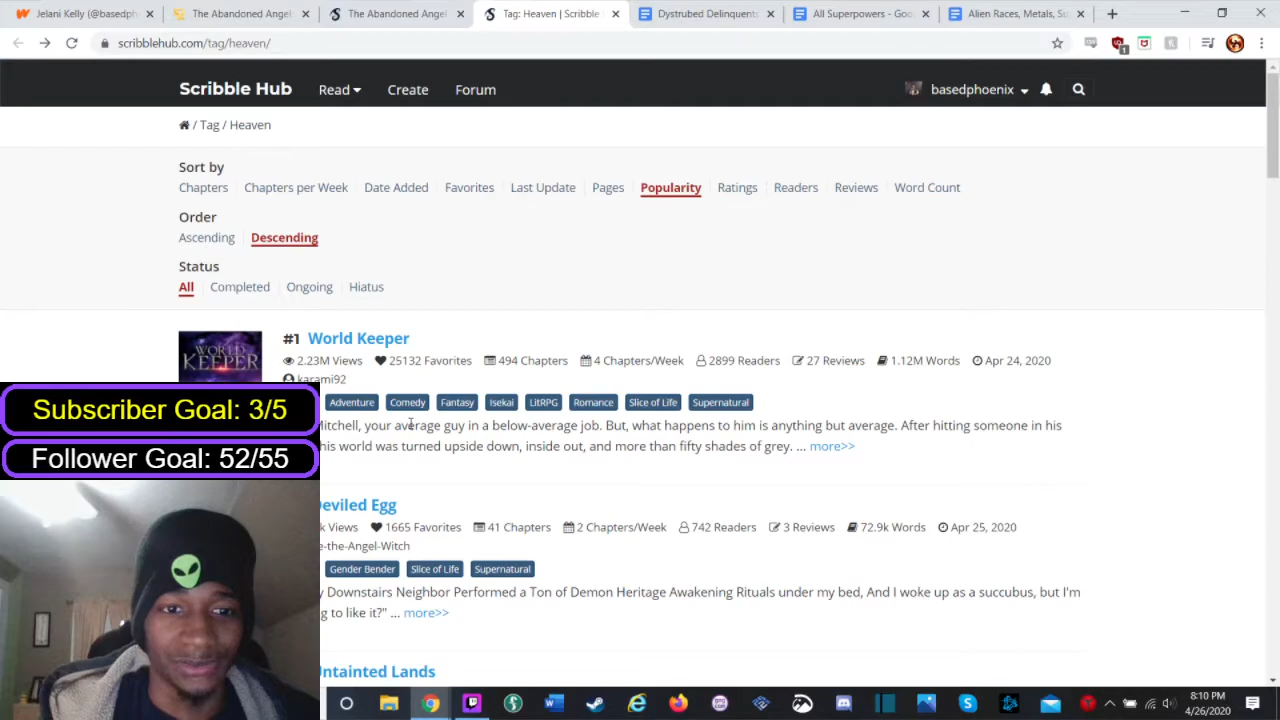 Jelani Kelly (@basedph
The Abandoned Angel
The Abandoned Angel
Tag: Heaven | Scribble
Dystrubed Delinquents
All Superpowers - Goo
Alien Races, Metals, Su
scribblehub.com/tag/heaven/
1
Scribble Hub
Read
Create
Forum
basedphoenix
/ Tag / Heaven
Sort by
Chapters
Chapters per Week
Date Added
Favorites
Last Update
Pages
Popularity
Ratings
Readers
Reviews
Word Count
Order
Ascending
Descending
Status
All
Completed
Ongoing
Hiatus
WORLD KEEPER
#1 World Keeper
2.23M Views 25132 Favorites 494 Chapters 4 Chapters/Week 2899 Readers 27 Reviews 1.12M Words Apr 24, 2020
karami92
Adventure Comedy Fantasy Isekai LitRPG Romance Slice of Life Supernatural
Mitchell, your average guy in a below-average job. But, what happens to him is anything but average. After hitting someone in his
his world was turned upside down, inside out, and more than fifty shades of grey. ... more>>
Subscriber Goal: 3/5
Follower Goal: 52/55
Deviled Egg
k Views 1665 Favorites 41 Chapters 2 Chapters/Week 742 Readers 3 Reviews 72.9k Words Apr 25, 2020
e-the-Angel-Witch
Gender Bender Slice of Life Supernatural
y Downstairs Neighbor Performed a Ton of Demon Heritage Awakening Rituals under my bed, And I woke up as a succubus, but I'm
g to like it?" ... more>>
Untainted Lands
8:10 PM
4/26/2020